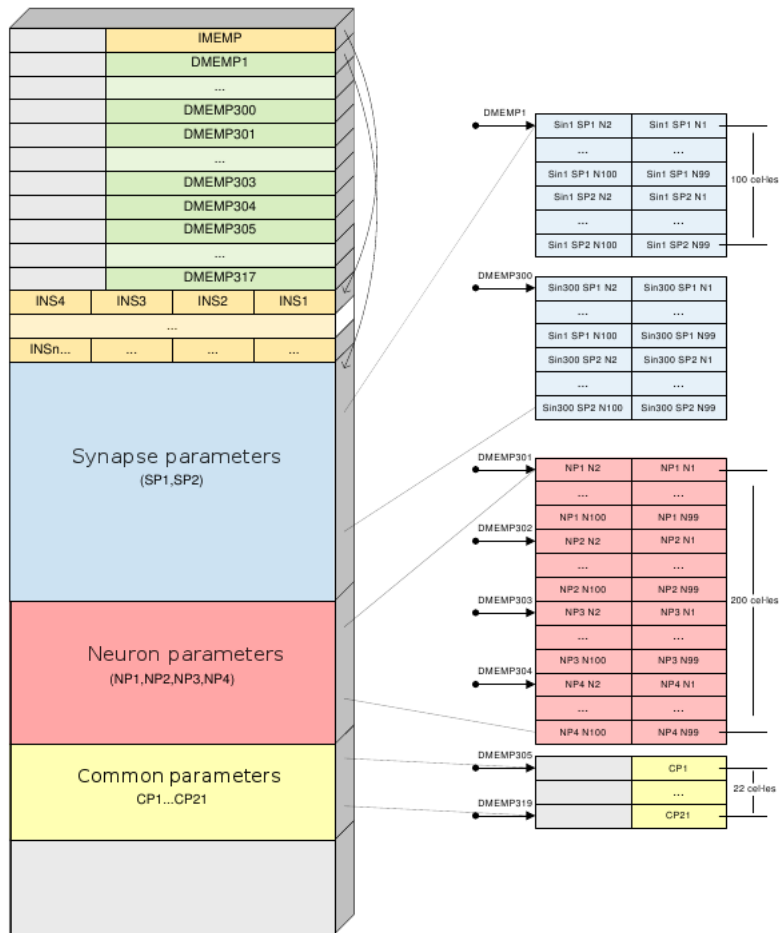 IMEMP
DMEMP1
...
DMEMP300
DMEMP301
...
DMEMP303
DMEMP304
DMEMP305
...
DMEMP317
INS4 INS3 INS2 INS1
...
INSn... ... ... ...
Synapse parameters
(SP1,SP2)
Neuron parameters
(NP1,NP2,NP3,NP4)
Common parameters
CP1...CP21
DMEMP1
Sin1 SP1 N2 Sin1 SP1 N1
... ...
Sin1 SP1 N100 Sin1 SP1 N99
Sin1 SP2 N2 Sin1 SP2 N1
... ...
Sin1 SP2 N100 Sin1 SP2 N99
100 ceHes
DMEMP300
Sin300 SP1 N2 Sin300 SP1 N1
... ...
Sin1 SP1 N100 Sin300 SP1 N99
Sin300 SP2 N2 Sin300 SP2 N1
... ...
Sin300 SP2 N100 Sin300 SP2 N99
DMEMP301
NP1 N2 NP1 N1
... ...
NP1 N100 NP1 N99
DMEMP302
NP2 N2 NP2 N1
... ...
NP2 N100 NP2 N99
DMEMP303
NP3 N2 NP3 N1
... ...
NP3 N100 NP3 N99
DMEMP304
NP4 N2 NP4 N1
... ...
NP4 N100 NP4 N99
200 ceHes
DMEMP305
CP1
...
DMEMP319
CP21
22 ceHes